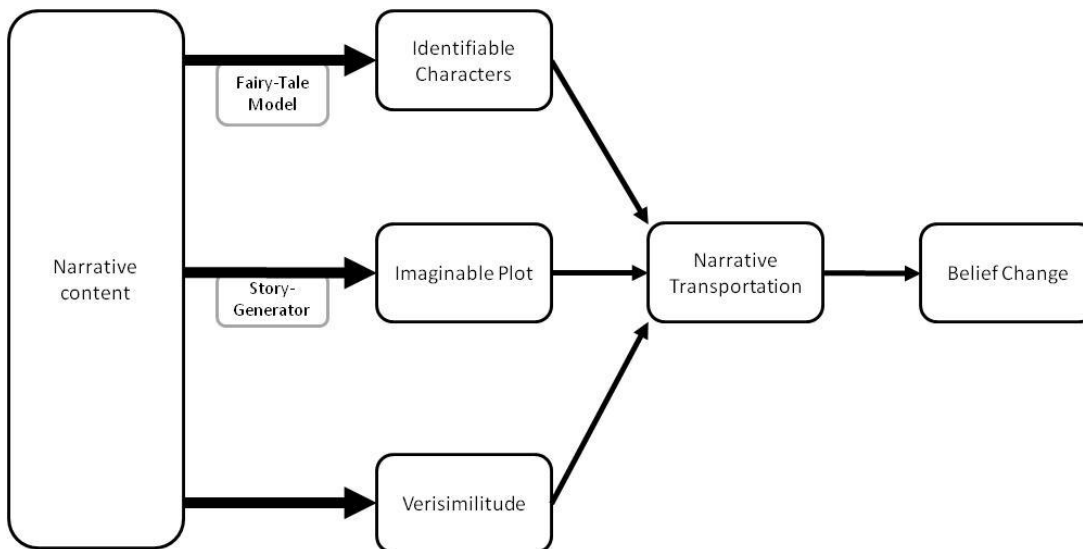 Narrative
content
Fairy-Tale
Model
Story-
Generator
Identifiable
Characters
Imaginable Plot
Verisimilitude
Narrative
Transportation
Belief Change